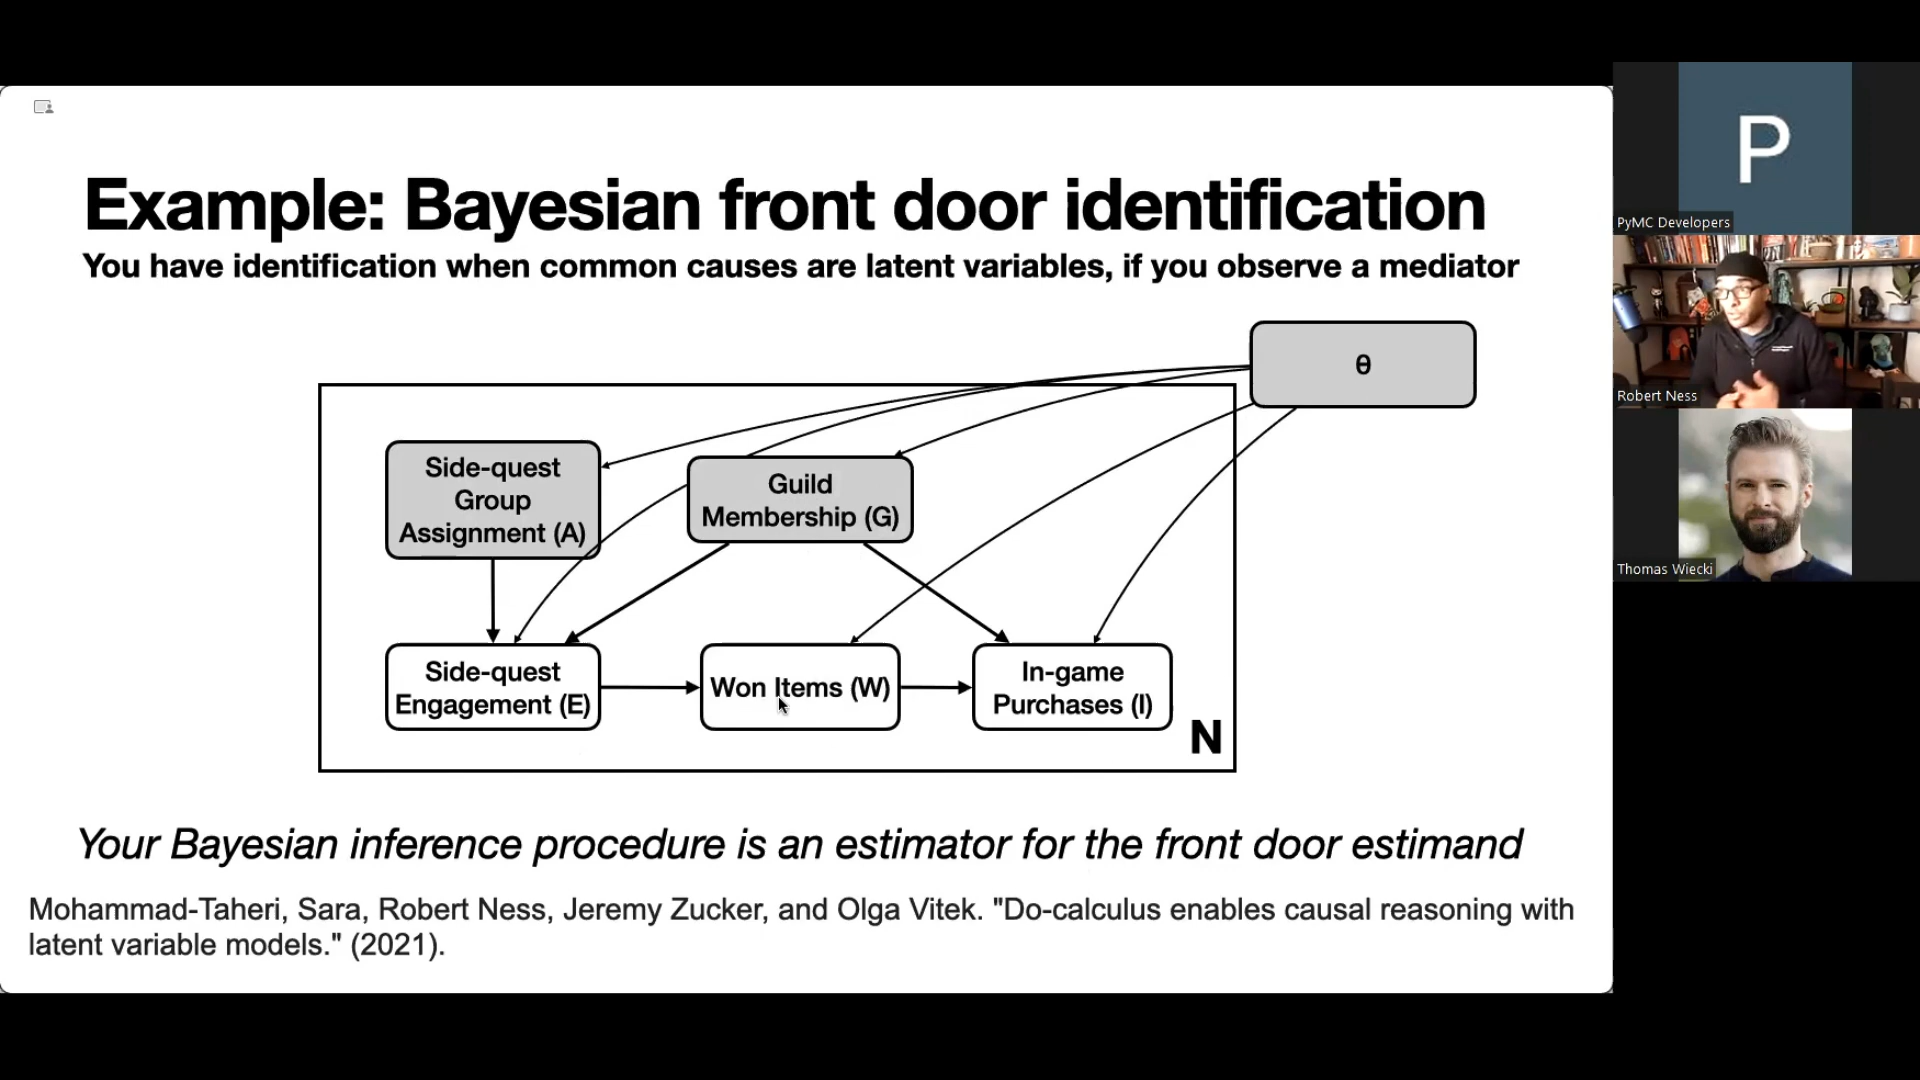 Example: Bayesian front door identification
You have identification when common causes are latent variables, if you observe a mediator
θ
Side-quest
Group
Assignment (A)
Guild
Membership (G)
Side-quest
Engagement (E)
Won Items (W)
In-game
Purchases (I)
N
Your Bayesian inference procedure is an estimator for the front door estimand
Mohammad-Taheri, Sara, Robert Ness, Jeremy Zucker, and Olga Vitek. "Do-calculus enables causal reasoning with
latent variable models." (2021).
P
PyMC Developers
Robert Ness
Thomas Wiecki